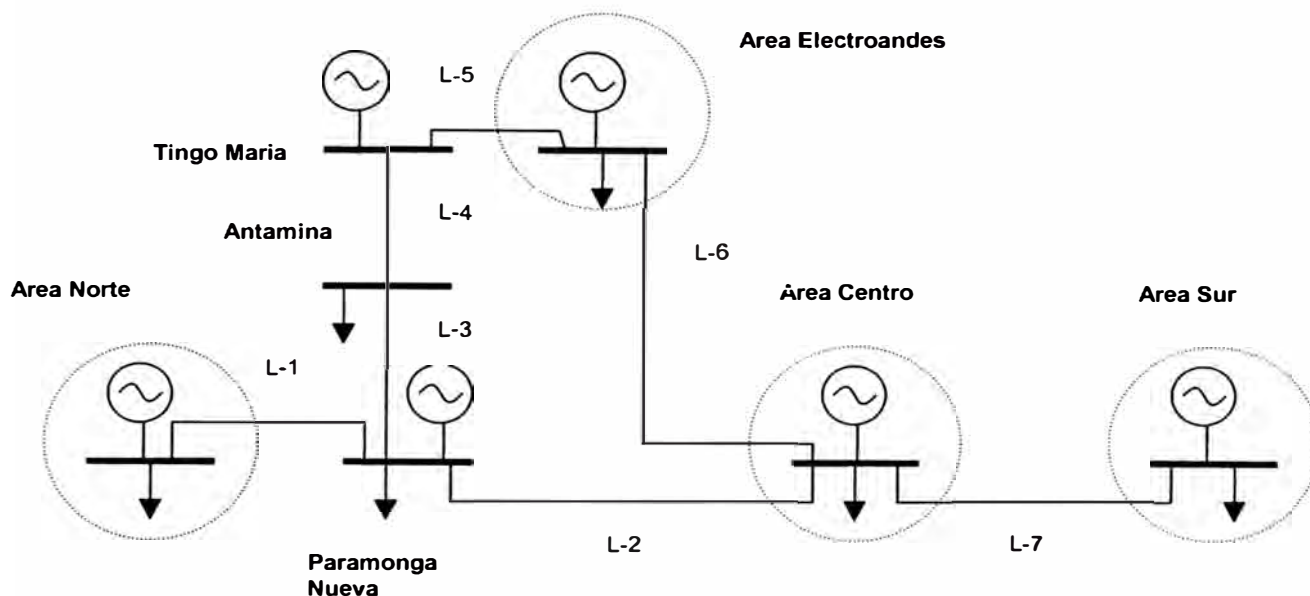 Area Electroandes
L-5
Tingo Maria
L-4
Antamina
L-6
Area Norte
Área Centro
Area Sur
L-3
L-1
L-2
L-7
Paramonga
Nueva